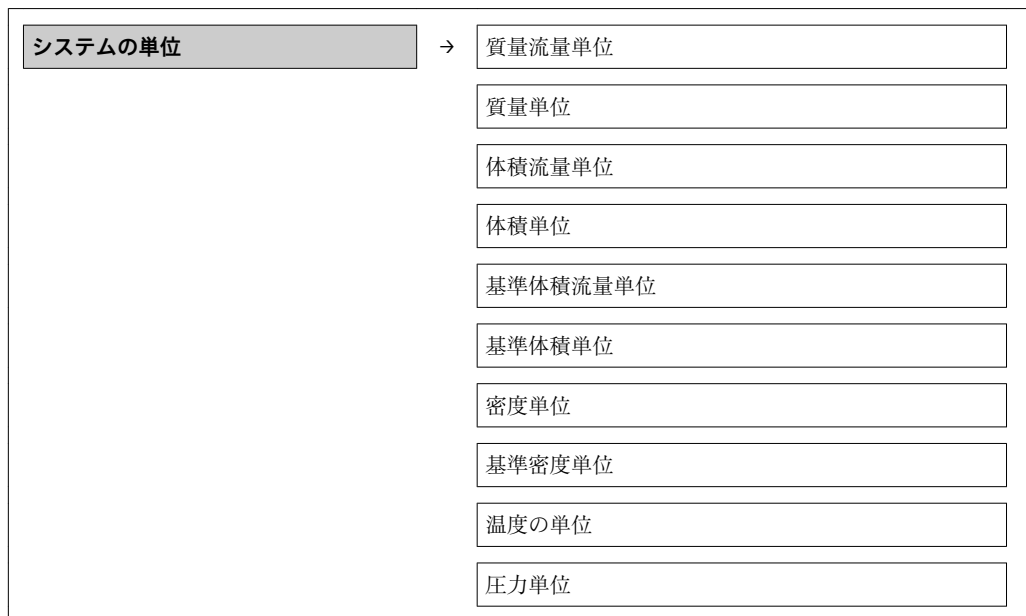 システムの単位 → 質量流量単位
質量単位
体積流量単位
体積単位
基準体積流量単位
基準体積単位
密度単位
基準密度単位
温度の単位
圧力単位